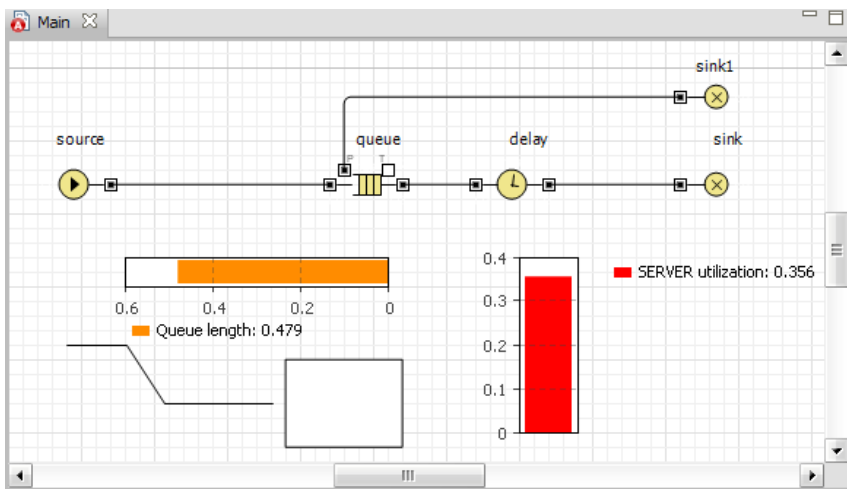 Main
sink1
source
queue
delay
sink
P
T
0.6
0.4
0.2
0
Queue length: 0.479
0.4
0.3
0.2
0.1
0
SERVER utilization: 0.356